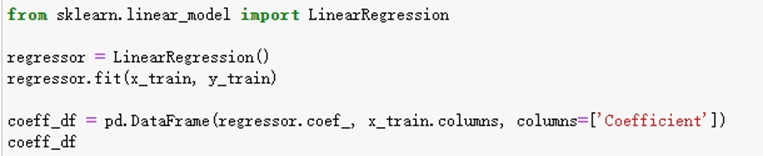 from sklearn.linear_model import LinearRegression
regressor = LinearRegression()
regressor.fit(x_train, y_train)
coeff_df = pd.DataFrame(regressor.coef_, x_train.columns, columns=['Coefficient'])
coeff_df